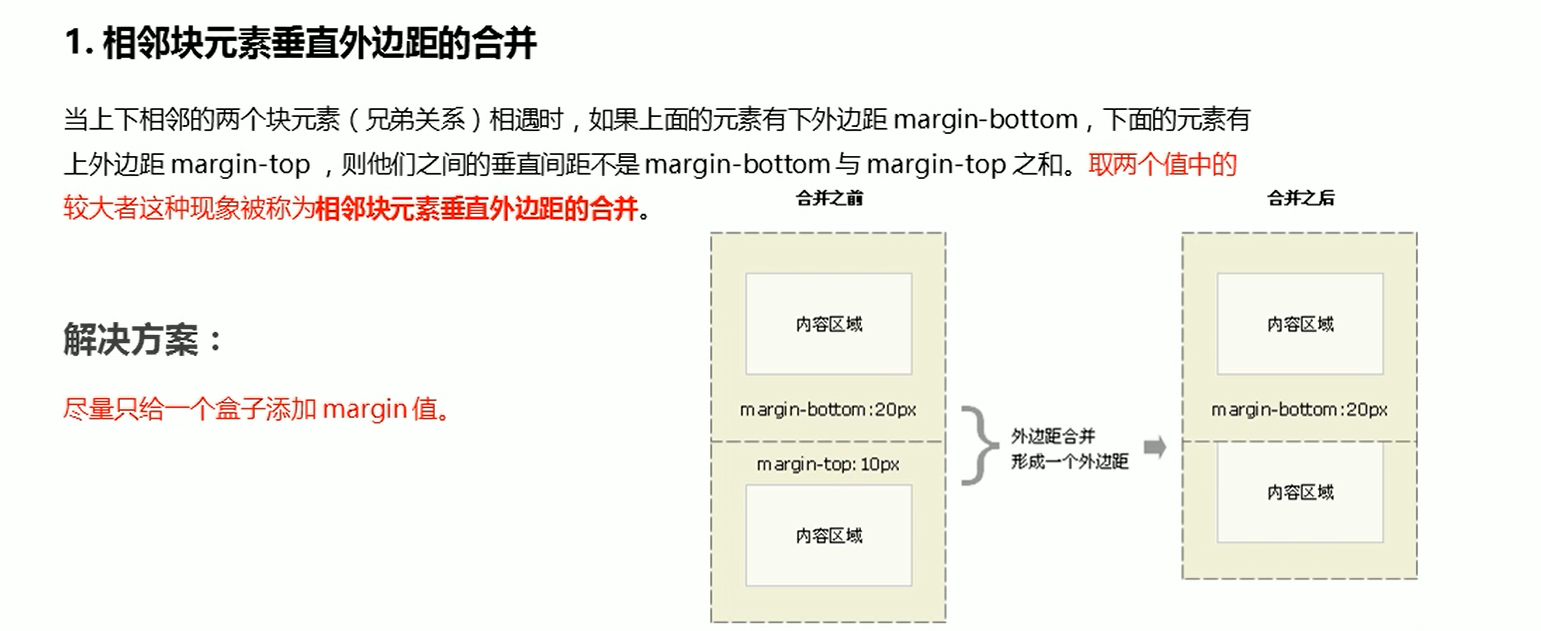 1. 相邻块元素垂直外边距的合并
当上下相邻的两个块元素（兄弟关系）相遇时，如果上面的元素有下外边距 margin-bottom，下面的元素有
上外边距 margin-top ，则他们之间的垂直间距不是 margin-bottom 与 margin-top 之和。取两个值中的
较大者这种现象被称为相邻块元素垂直外边距的合并。
解决方案：
尽量只给一个盒子添加 margin 值。
合并之前
内容区域
margin-bottom:20px
margin-top: 10px
内容区域
外边距合并
形成一个外边距
合并之后
内容区域
margin-bottom:20px
内容区域